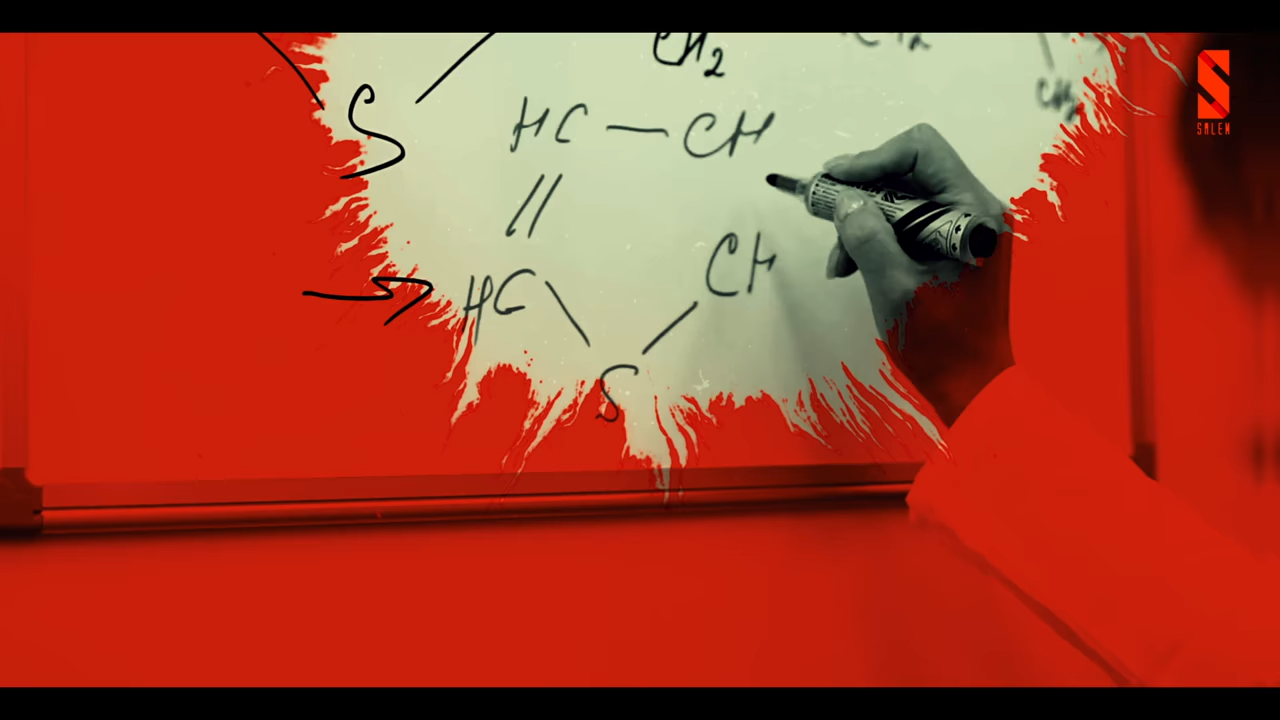 CH2
SALEM
S
HC — CH
//
HC CH
S